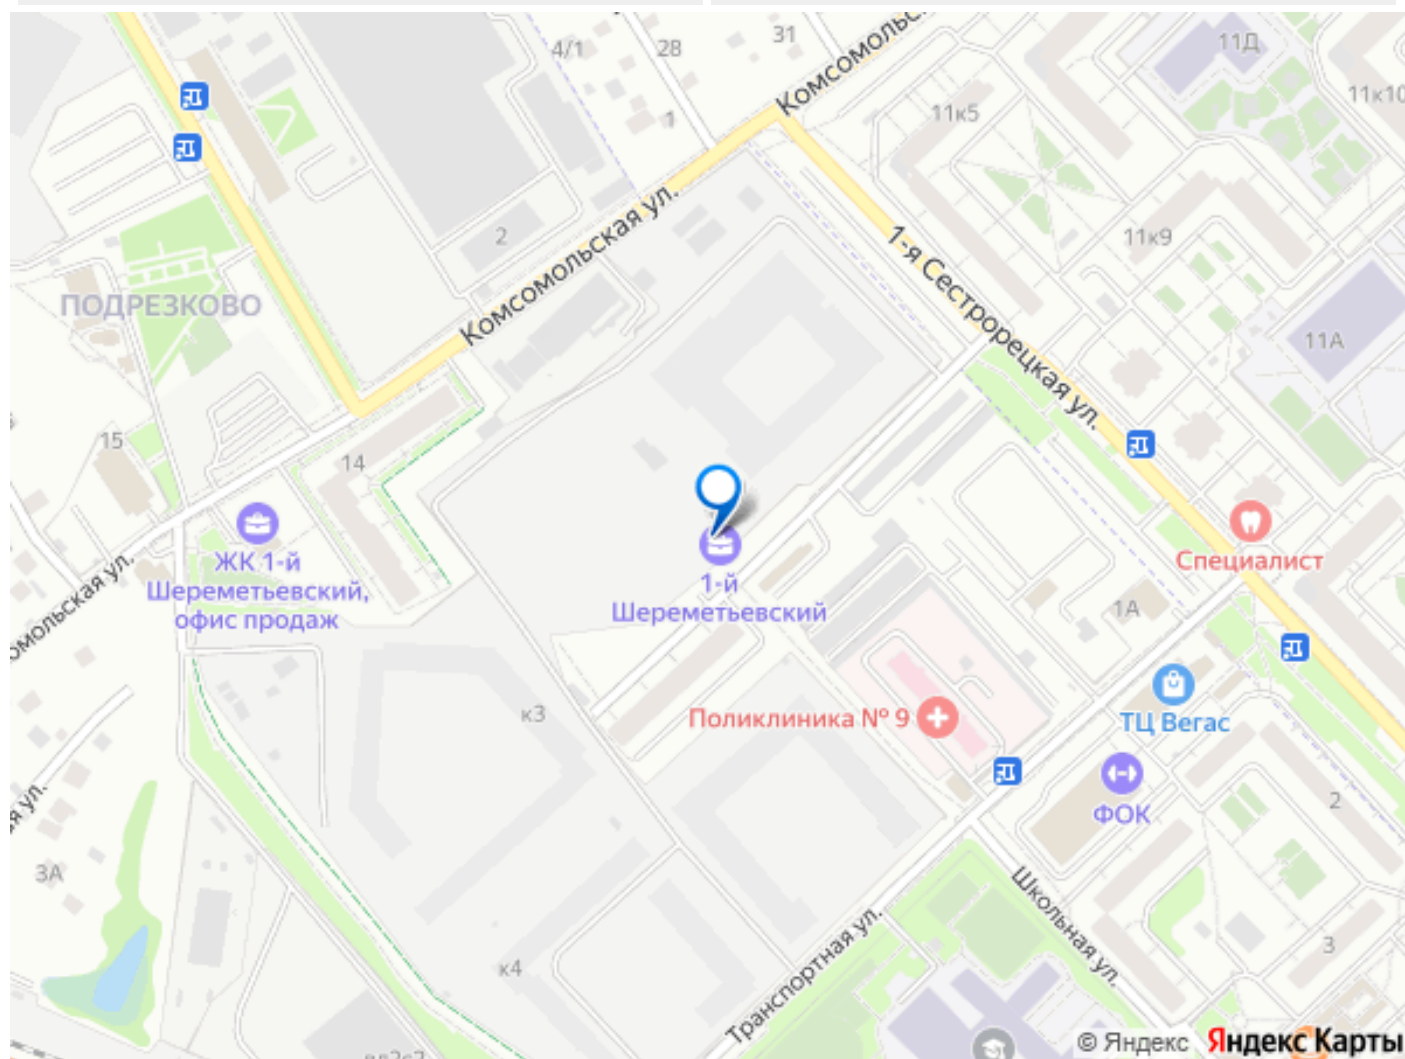 4/1
28
31
Комсомольс
11Д
11к10
11к5
1
2
Комсомольская ул.
1-я Сестрорецкая ул.
11к9
ПОДРЕЗКОВО
11А
15
14
ЖК 1-й
Шереметьевский,
офис продаж
1-й
Шереметьевский
Специалист
1А
омольская ул.
к3
Поликлиника № 9
ТЦ Вегас
ФОК
2
ая ул.
3А
Школьная ул.
Транспортная ул.
3
к4
© Яндекс Яндекс Карты